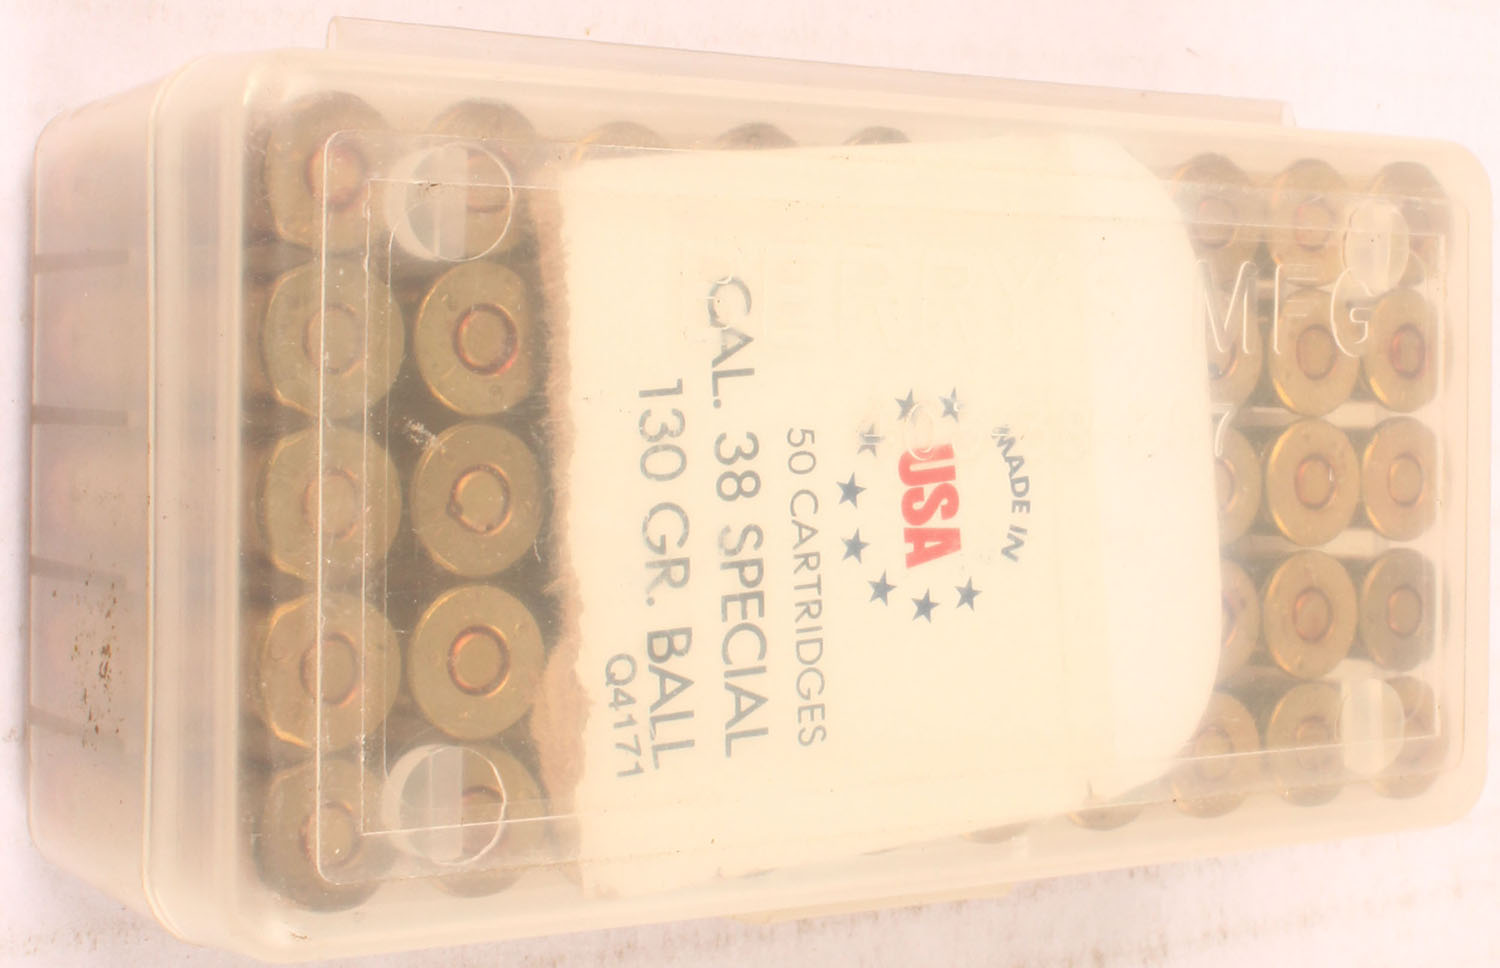 MADE IN
USA
50 CARTRIDGES
CAL. 38 SPECIAL
130 GR. BALL
Q4171
MFG